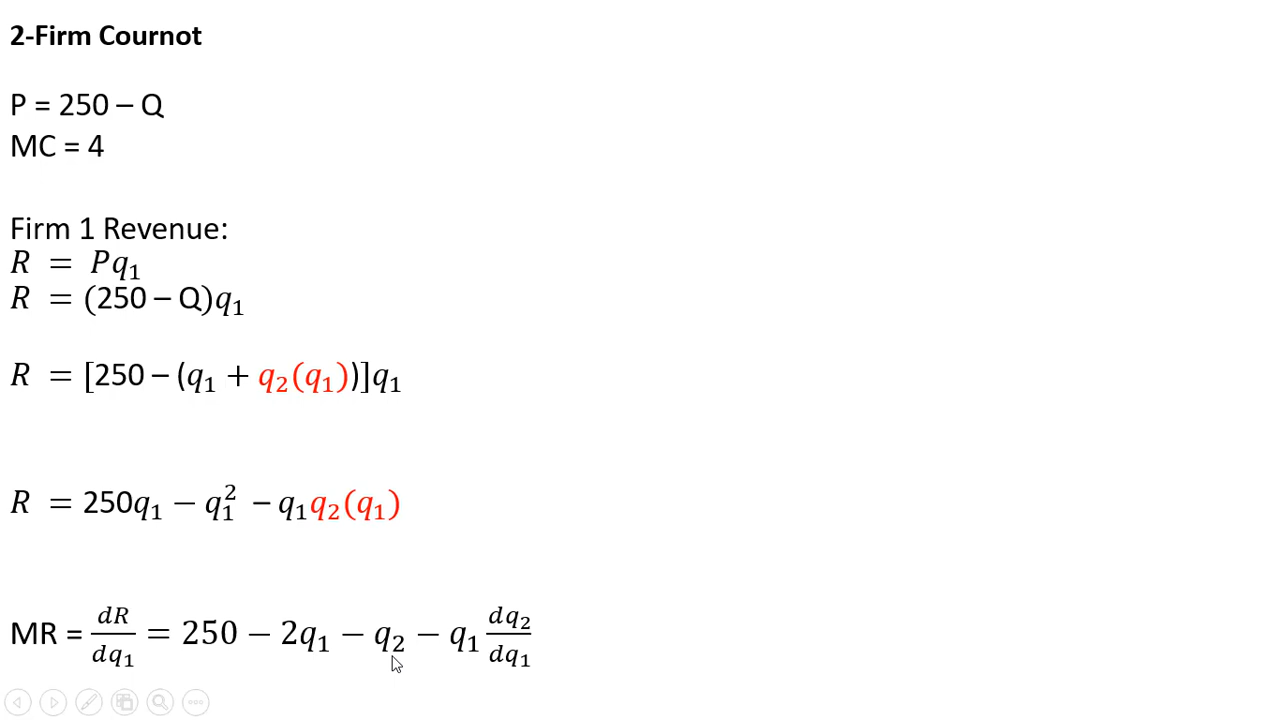 2-Firm Cournot
P = 250 – Q
MC = 4
Firm 1 Revenue:
R = Pq₁
R = (250 – Q)q₁
R = [250 – (q₁ + q₂(q₁))]q₁
R = 250q₁ − q₁² – q₁q₂(q₁)
MR = dR/dq₁ = 250 − 2q₁ − q₂ − q₁ dq₂/dq₁